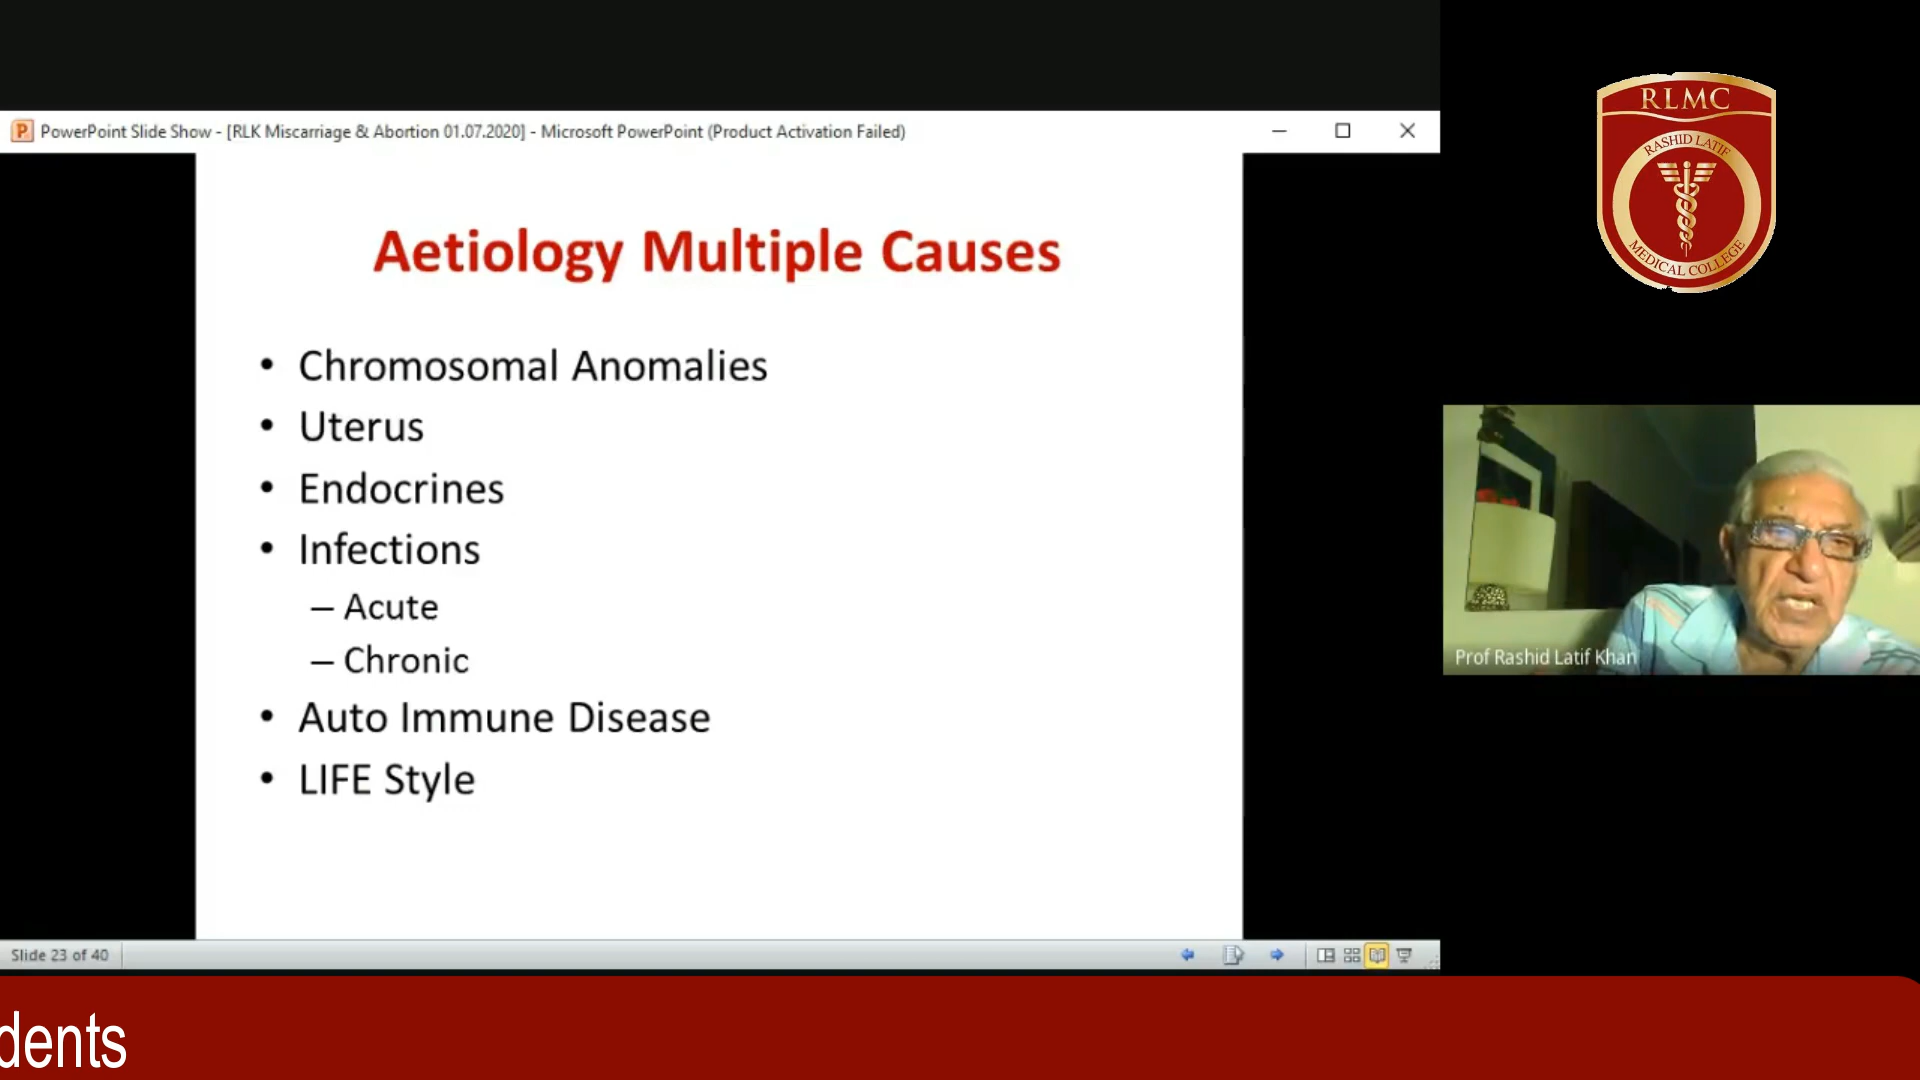 PowerPoint Slide Show - [RLK Miscarriage & Abortion 01.07.2020] - Microsoft PowerPoint (Product Activation Failed)
RLMC
RASHID LATIF
MEDICAL COLLEGE
Aetiology Multiple Causes
• Chromosomal Anomalies
• Uterus
• Endocrines
• Infections
– Acute
– Chronic
• Auto Immune Disease
• LIFE Style
Prof Rashid Latif Khan
Slide 23 of 40
dents